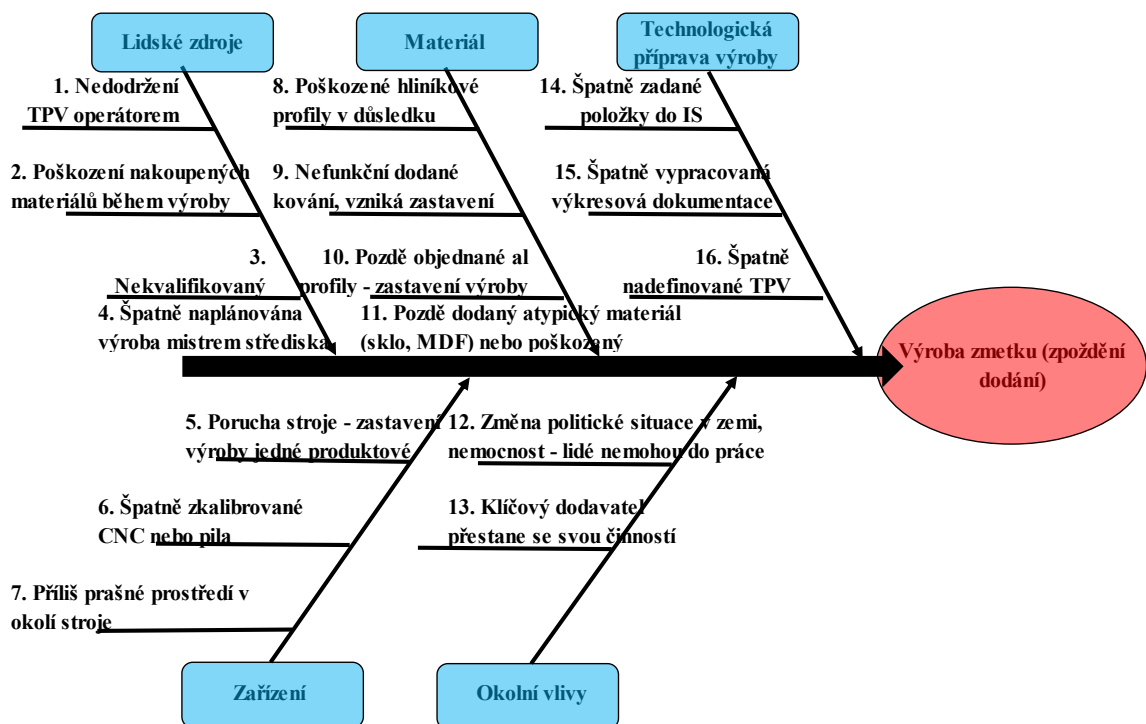 Lidské zdroje
Materiál
Technologická
příprava výroby
1. Nedodržení
TPV operátorem
2. Poškození nakoupených
materiálů během výroby
3.
Nekvalifikovaný
4. Špatně naplánována
výroba mistrem střediska
8. Poškozené hliníkové
profily v důsledku
9. Nefunkční dodané
kování, vzniká zastavení
10. Pozdě objednané al
profily - zastavení výroby
11. Pozdě dodaný atypický materiál
(sklo, MDF) nebo poškozaný
14. Špatně zadané
položky do IS
15. Špatně vypracovaná
výkresová dokumentace
16. Špatně
nadefinované TPV
Výroba zmetku (zpoždění
dodání)
5. Porucha stroje - zastavení
výroby jedné produktové
6. Špatně zkalibrované
CNC nebo pila
7. Příliš prašné prostředí v
okolí stroje
12. Změna politické situace v zemi,
nemocnost - lidé nemohou do práce
13. Klíčový dodavatel
přestane se svou činností
Zařízení
Okolní vlivy